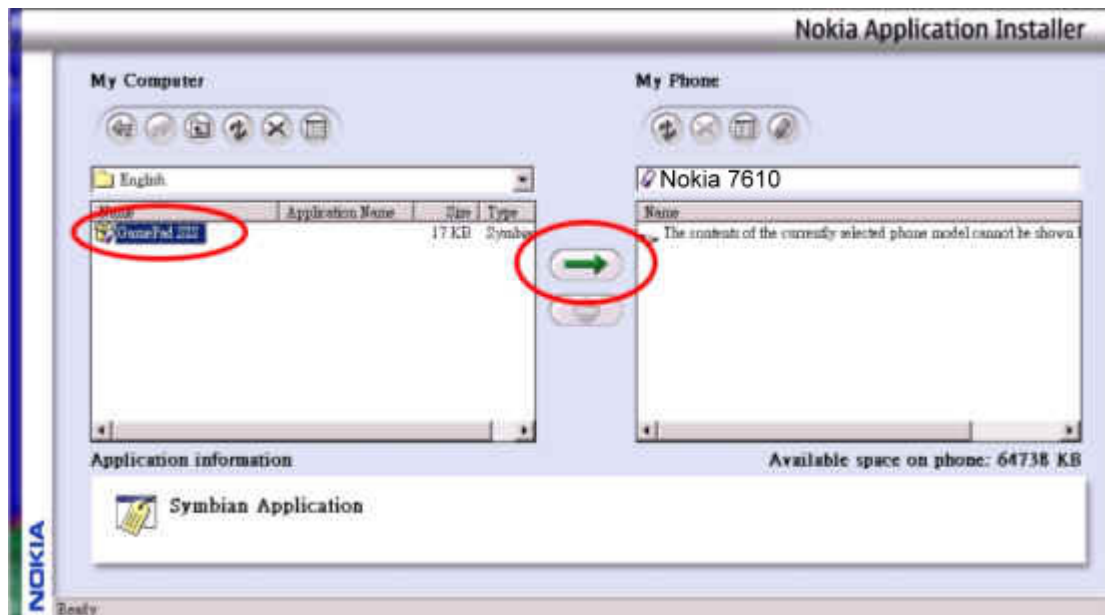 Nokia Application Installer
My Computer
My Phone
English
Nokia 7610
Name Application Name Size Type
Name
17 KB Symbian
The contents of the currently selected phone model cannot be shown
Application information
Available space on phone: 64738 KB
Symbian Application
NOKIA
Ready